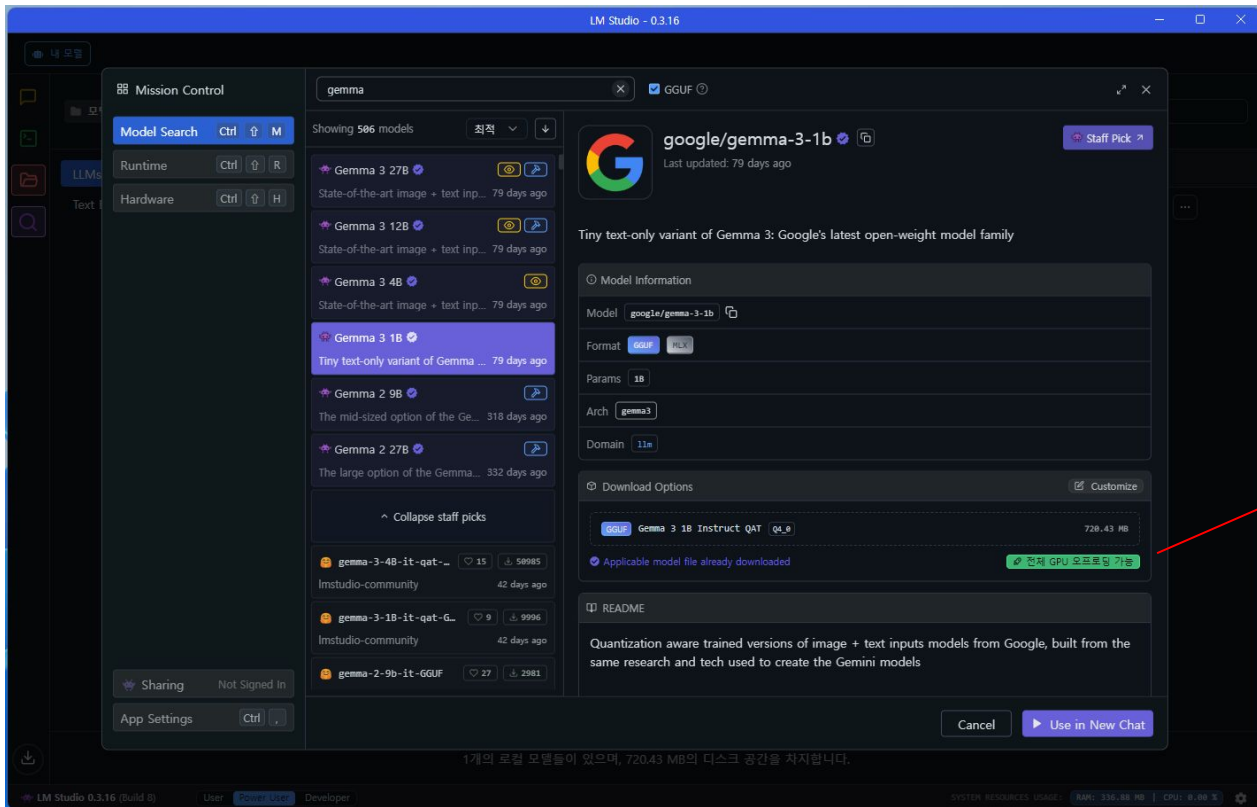 LM Studio - 0.3.16
내 모델
Mission Control
gemma
GGUF
Model Search Ctrl ⇧ M
Runtime Ctrl ⇧ R
Hardware Ctrl ⇧ H
LLMs
Showing 506 models 최적
Gemma 3 27B
State-of-the-art image + text inp... 79 days ago
Gemma 3 12B
State-of-the-art image + text inp... 79 days ago
Gemma 3 4B
State-of-the-art image + text inp... 79 days ago
Gemma 3 1B
Tiny text-only variant of Gemma ... 79 days ago
Gemma 2 9B
The mid-sized option of the Ge... 318 days ago
Gemma 2 27B
The large option of the Gemma... 332 days ago
Collapse staff picks
gemma-3-4B-it-qat-… 15 50985
lmstudio-community 42 days ago
gemma-3-1B-it-qat-G… 9 9996
lmstudio-community 42 days ago
gemma-2-9b-it-GGUF 27 2981
google/gemma-3-1b
Staff Pick
Last updated: 79 days ago
Tiny text-only variant of Gemma 3: Google's latest open-weight model family
Model Information
Model google/gemma-3-1b
Format GGUF MLX
Params 1B
Arch gemma3
Domain llm
Download Options Customize
GGUF Gemma 3 1B Instruct QAT Q4_0 720.43 MB
Applicable model file already downloaded 전체 GPU 오프로딩 가능
README
Quantization aware trained versions of image + text inputs models from Google, built from the
same research and tech used to create the Gemini models
Sharing Not Signed In
App Settings Ctrl ,
Cancel Use in New Chat
1개의 로컬 모델들이 있으며, 720.43 MB의 디스크 공간을 차지합니다.
LM Studio 0.3.16 (Build 8) User Power User Developer
SYSTEM RESOURCES USAGE: RAM: 336.88 MB | CPU: 0.00 %